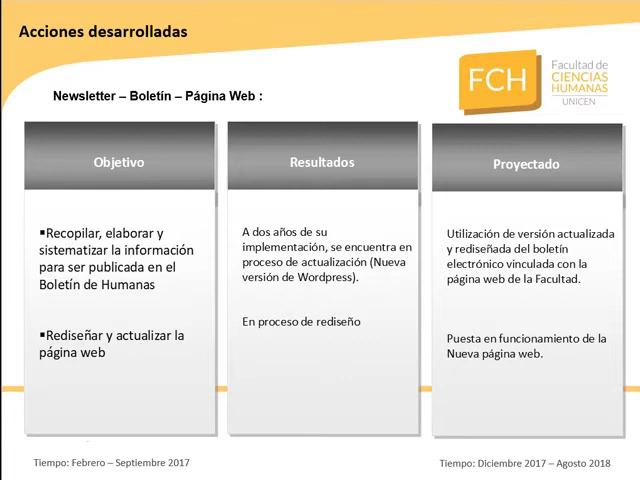 Acciones desarrolladas
FCH
Facultad de
CIENCIAS
HUMANAS
UNICEN
Newsletter – Boletín – Página Web :
Objetivo
▪Recopilar, elaborar y
sistematizar la información
para ser publicada en el
Boletín de Humanas
▪Rediseñar y actualizar la
página web
Resultados
A dos años de su
implementación, se encuentra en
proceso de actualización (Nueva
versión de Wordpress).
En proceso de rediseño
Proyectado
Utilización de versión actualizada
y rediseñada del boletín
electrónico vinculada con la
página web de la Facultad.
Puesta en funcionamiento de la
Nueva página web.
Tiempo: Febrero – Septiembre 2017
Tiempo: Diciembre 2017 – Agosto 2018